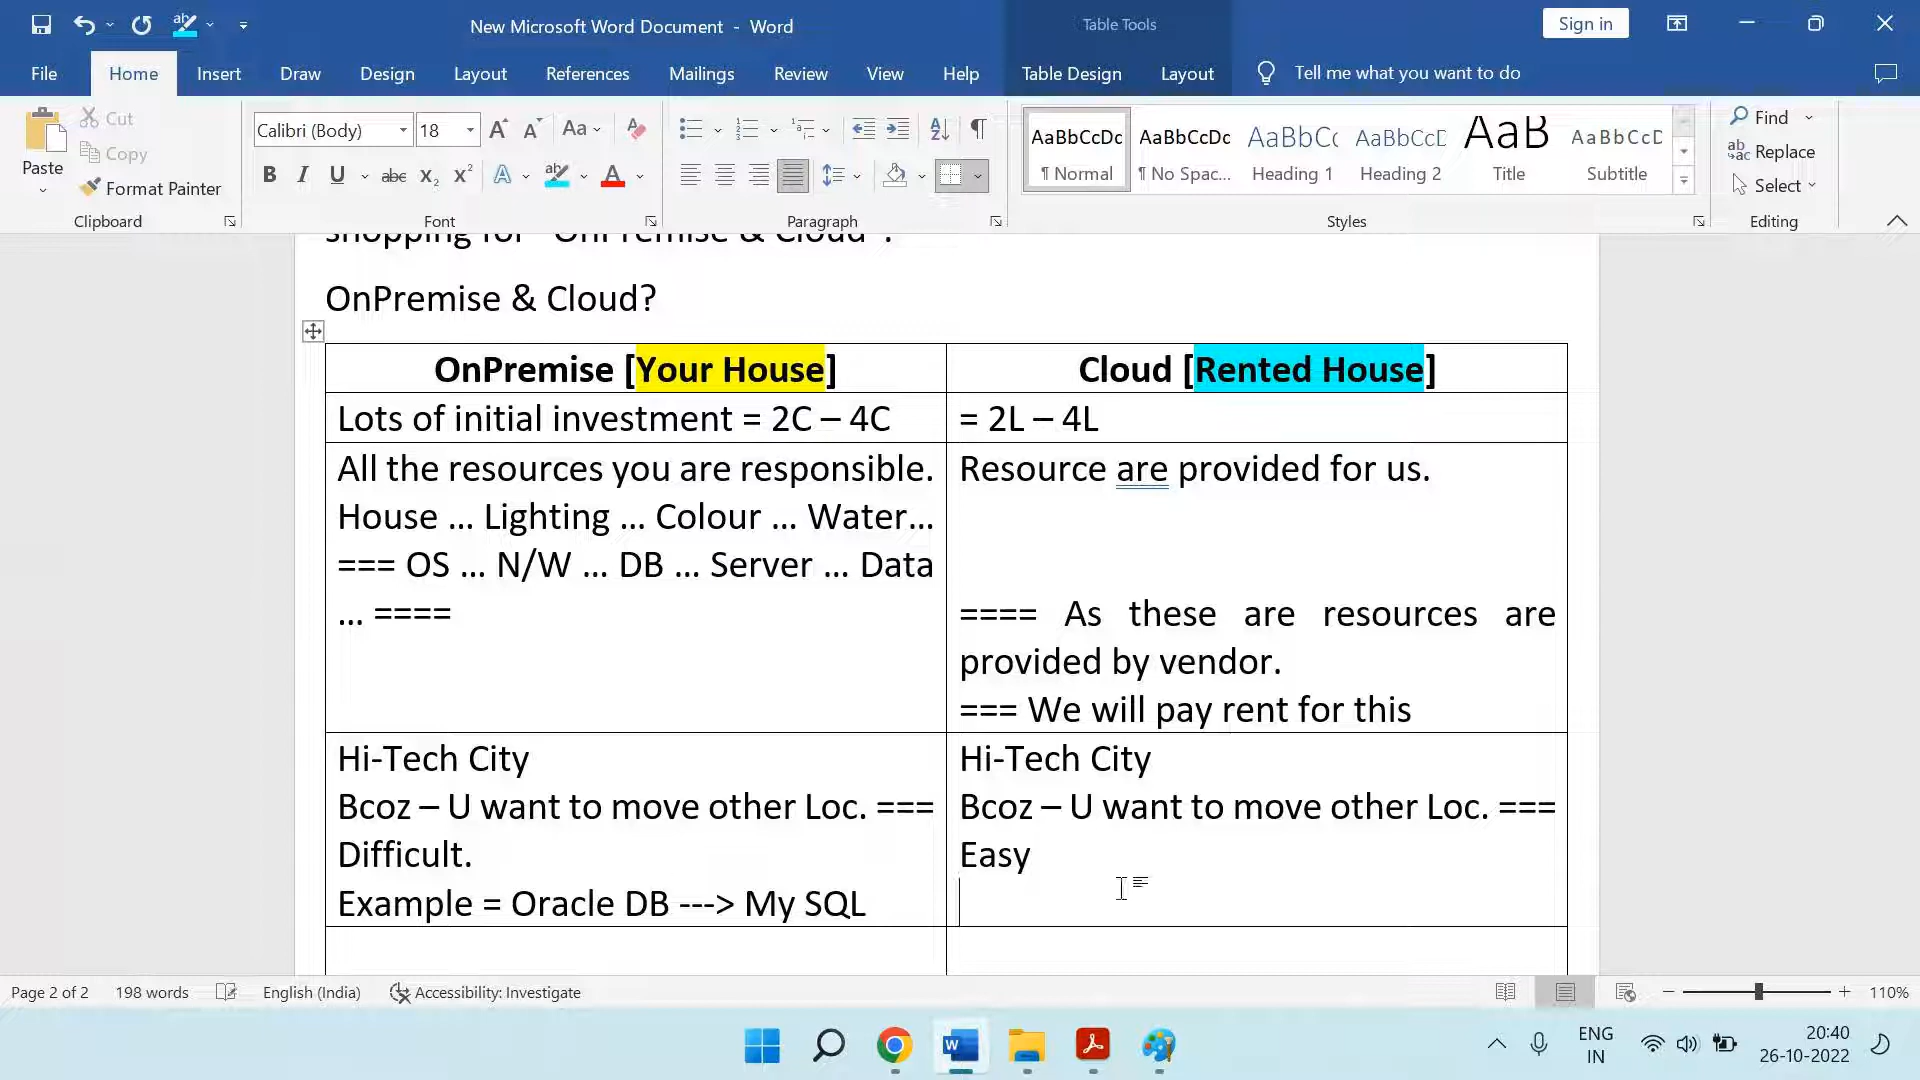 New Microsoft Word Document - Word
Table Tools
Sign in
File
Home
Insert
Draw
Design
Layout
References
Mailings
Review
View
Help
Table Design
Layout
Tell me what you want to do
Paste
Cut
Copy
Format Painter
Clipboard
Calibri (Body)
18
Font
Paragraph
AaBbCcDc
¶ Normal
AaBbCcDc
¶ No Spac...
AaBbCc
Heading 1
AaBbCcD
Heading 2
AaB
Title
AaBbCcD
Subtitle
Styles
Find
Replace
Select
Editing
shopping for "OnPremise & Cloud".
OnPremise & Cloud?
OnPremise [Your House]
Cloud [Rented House]
Lots of initial investment = 2C – 4C
= 2L – 4L
All the resources you are responsible.
House … Lighting … Colour … Water…
=== OS … N/W … DB … Server … Data
… ====
Resource are provided for us.
==== As these are resources are
provided by vendor.
=== We will pay rent for this
Hi-Tech City
Bcoz – U want to move other Loc. ===
Difficult.
Example = Oracle DB ---> My SQL
Hi-Tech City
Bcoz – U want to move other Loc. ===
Easy
Page 2 of 2
198 words
English (India)
Accessibility: Investigate
110%
ENG
IN
20:40
26-10-2022